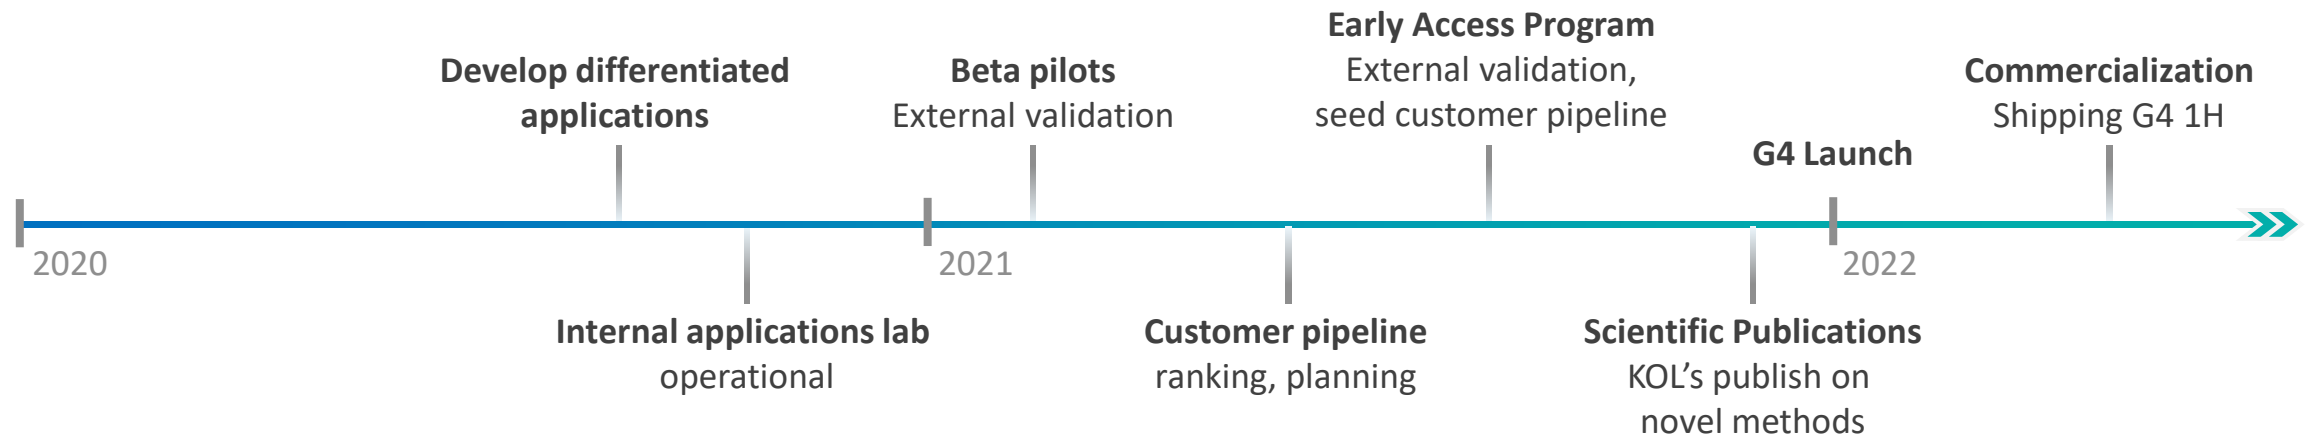 Develop differentiated
applications
Beta pilots
External validation
Early Access Program
External validation,
seed customer pipeline
G4 Launch
Commercialization
Shipping G4 1H
2020
2021
2022
Internal applications lab
operational
Customer pipeline
ranking, planning
Scientific Publications
KOL's publish on
novel methods